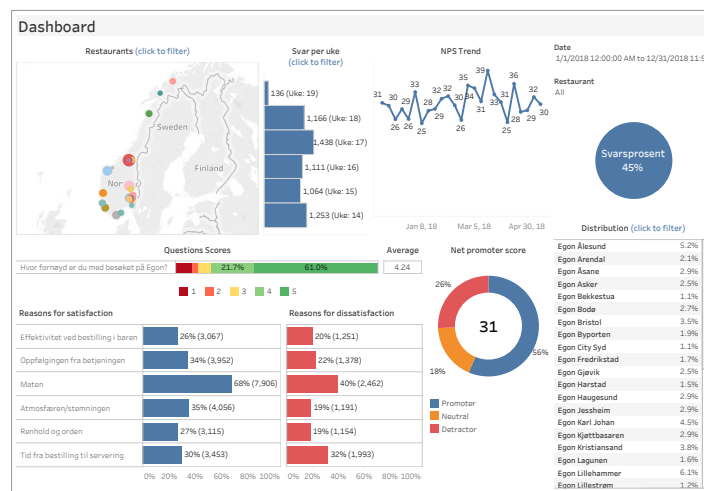 Dashboard
Restaurants (click to filter)
Sweden
Finland
Nor
Svar per uke
(click to filter)
136 (Uke: 19)
1,166 (Uke: 18)
1,438 (Uke: 17)
1,111 (Uke: 16)
1,064 (Uke: 15)
1,253 (Uke: 14)
NPS Trend
31 30 26 29 26 33 25 28 29 32 30 26 35 34 31 39 33 31 25 36 28 29 32 30
Jan 8, 18 Mar 5, 18 Apr 30, 18
Date
1/1/2018 12:00:00 AM to 12/31/2018 11:5
Restaurant
All
Svarsprosent
45%
Questions Scores
Average
Hvor fornøyd er du med besøket på Egon? 21.7% 61.0% 4.24
1 2 3 4 5
Reasons for satisfaction
Reasons for dissatisfaction
Effektivitet ved bestilling i baren 26% (3,067) 20% (1,251)
Oppfølgingen fra betjeningen 34% (3,952) 22% (1,378)
Maten 68% (7,906) 40% (2,462)
Atmosfæren/stemningen 35% (4,056) 19% (1,191)
Renhold og orden 27% (3,115) 19% (1,154)
Tid fra bestilling til servering 30% (3,453) 32% (1,993)
0% 20% 40% 60% 80% 100% 0% 20% 40% 60% 80% 100%
Net promoter score
26%
31
56%
18%
Promoter
Neutral
Detractor
Distribution (click to filter)
Egon Ålesund 5.2%
Egon Arendal 2.1%
Egon Åsane 2.9%
Egon Asker 2.5%
Egon Bekkestua 1.1%
Egon Bodø 2.7%
Egon Bristol 3.5%
Egon Byporten 1.9%
Egon City Syd 1.1%
Egon Fredrikstad 1.7%
Egon Gjøvik 2.5%
Egon Harstad 1.5%
Egon Haugesund 2.9%
Egon Jessheim 2.9%
Egon Karl Johan 4.5%
Egon Kjøttbasaren 2.9%
Egon Kristiansand 3.8%
Egon Lagunen 1.6%
Egon Lillehammer 6.1%
Egon Lillestrøm 1.2%